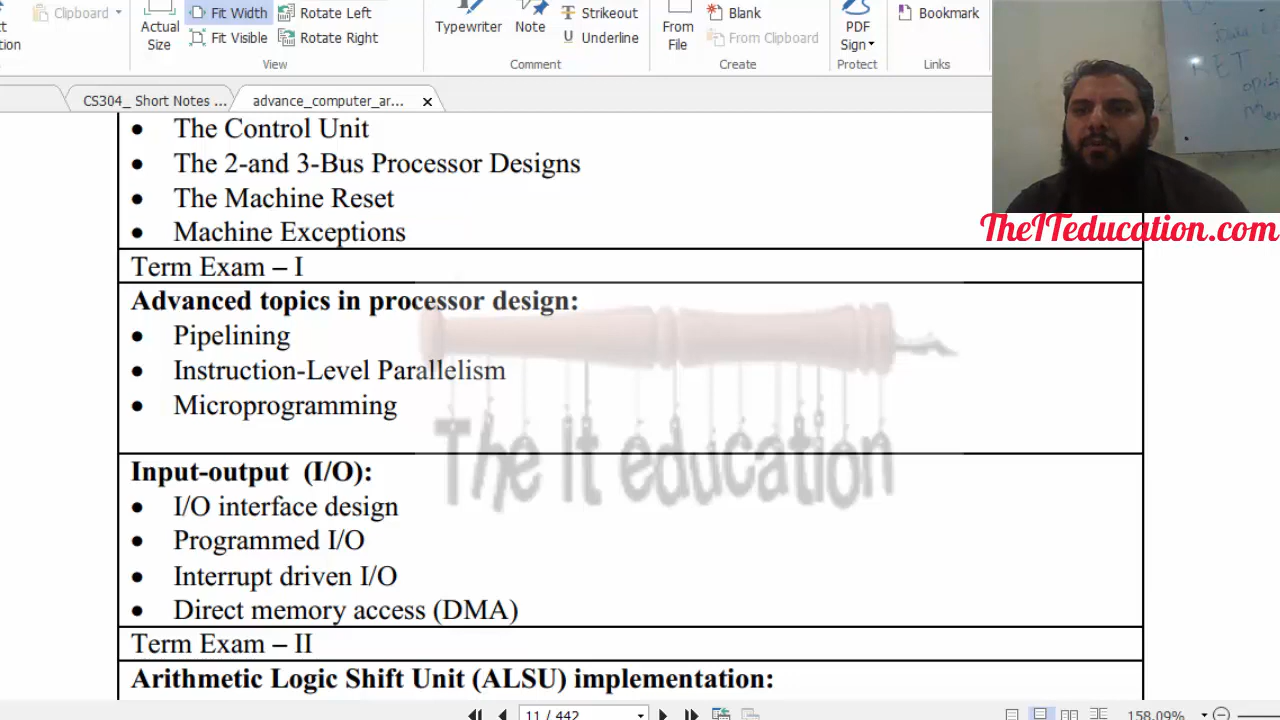 Clipboard
Fit Width
Rotate Left
Actual Size
Fit Visible
Rotate Right
View
Typewriter
Note
Strikeout
Underline
Comment
From File
Blank
From Clipboard
Create
PDF Sign
Protect
Bookmark
Links
CS304_ Short Notes ...
advance_computer_ar...
• The Control Unit
• The 2-and 3-Bus Processor Designs
• The Machine Reset
• Machine Exceptions
TheITeducation.com
Term Exam – I
Advanced topics in processor design:
• Pipelining
• Instruction-Level Parallelism
• Microprogramming
The It education
Input-output (I/O):
• I/O interface design
• Programmed I/O
• Interrupt driven I/O
• Direct memory access (DMA)
Term Exam – II
Arithmetic Logic Shift Unit (ALSU) implementation:
11 / 442
158.09%